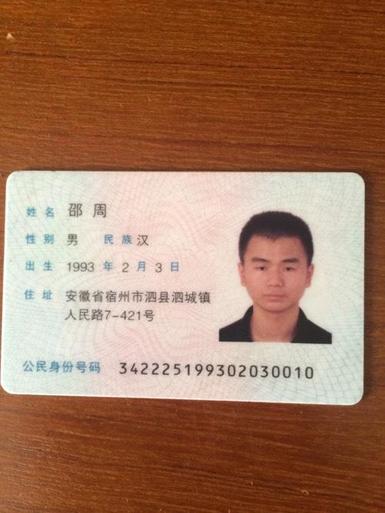 姓名 邵周
性别 男 民族 汉
出生 1993 年 2 月 3 日
住址 安徽省宿州市泗县泗城镇
人民路7-421号
公民身份号码 342225199302030010